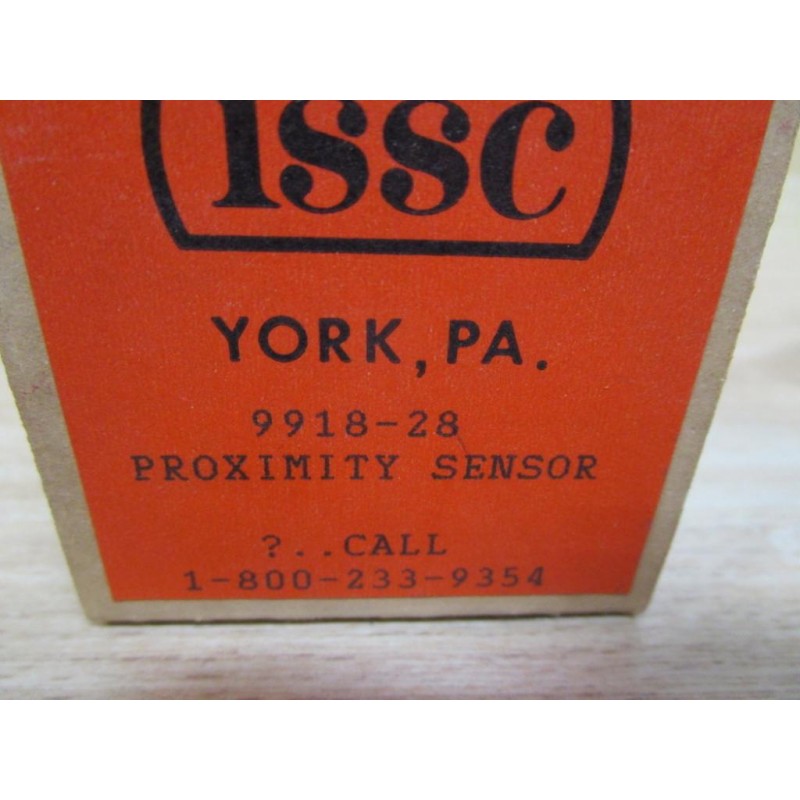 issc
YORK, PA.
9918-28
PROXIMITY SENSOR
?..CALL
1-800-233-9354